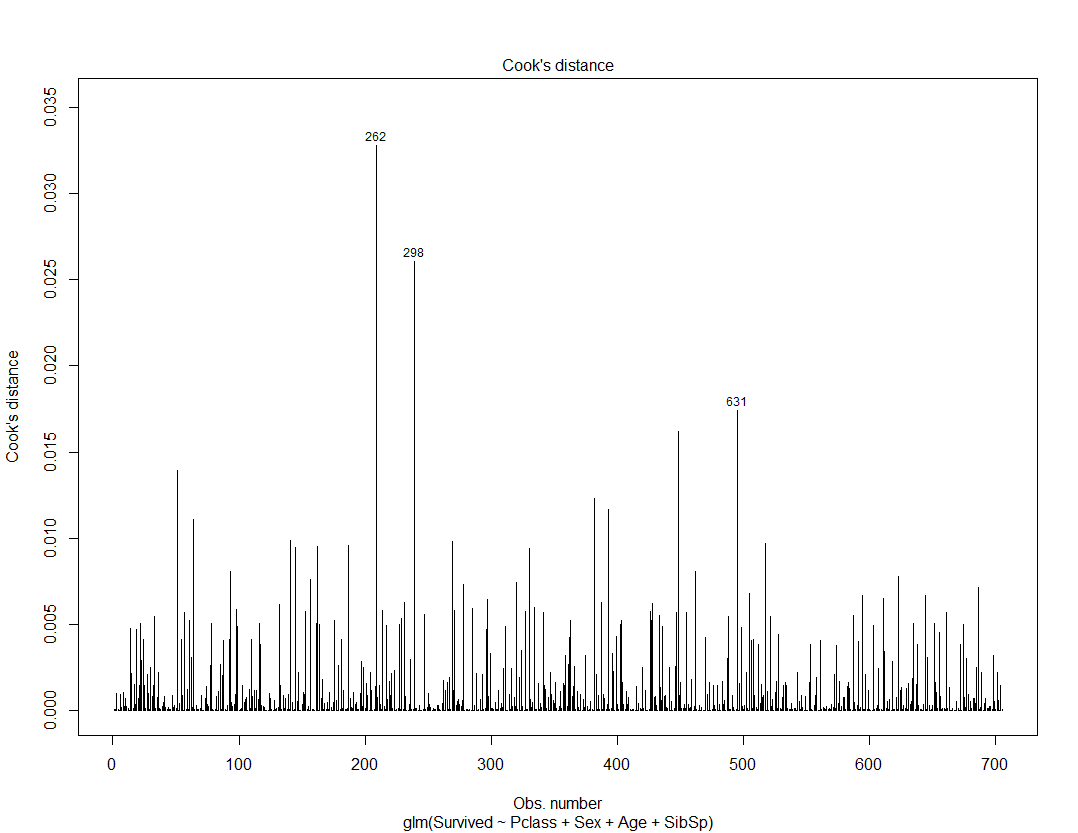 Cook's distance
0.035
0.030
0.025
0.020
0.015
0.010
0.005
0.000
Cook's distance
262
298
631
0 100 200 300 400 500 600 700
Obs. number
glm(Survived ~ Pclass + Sex + Age + SibSp)